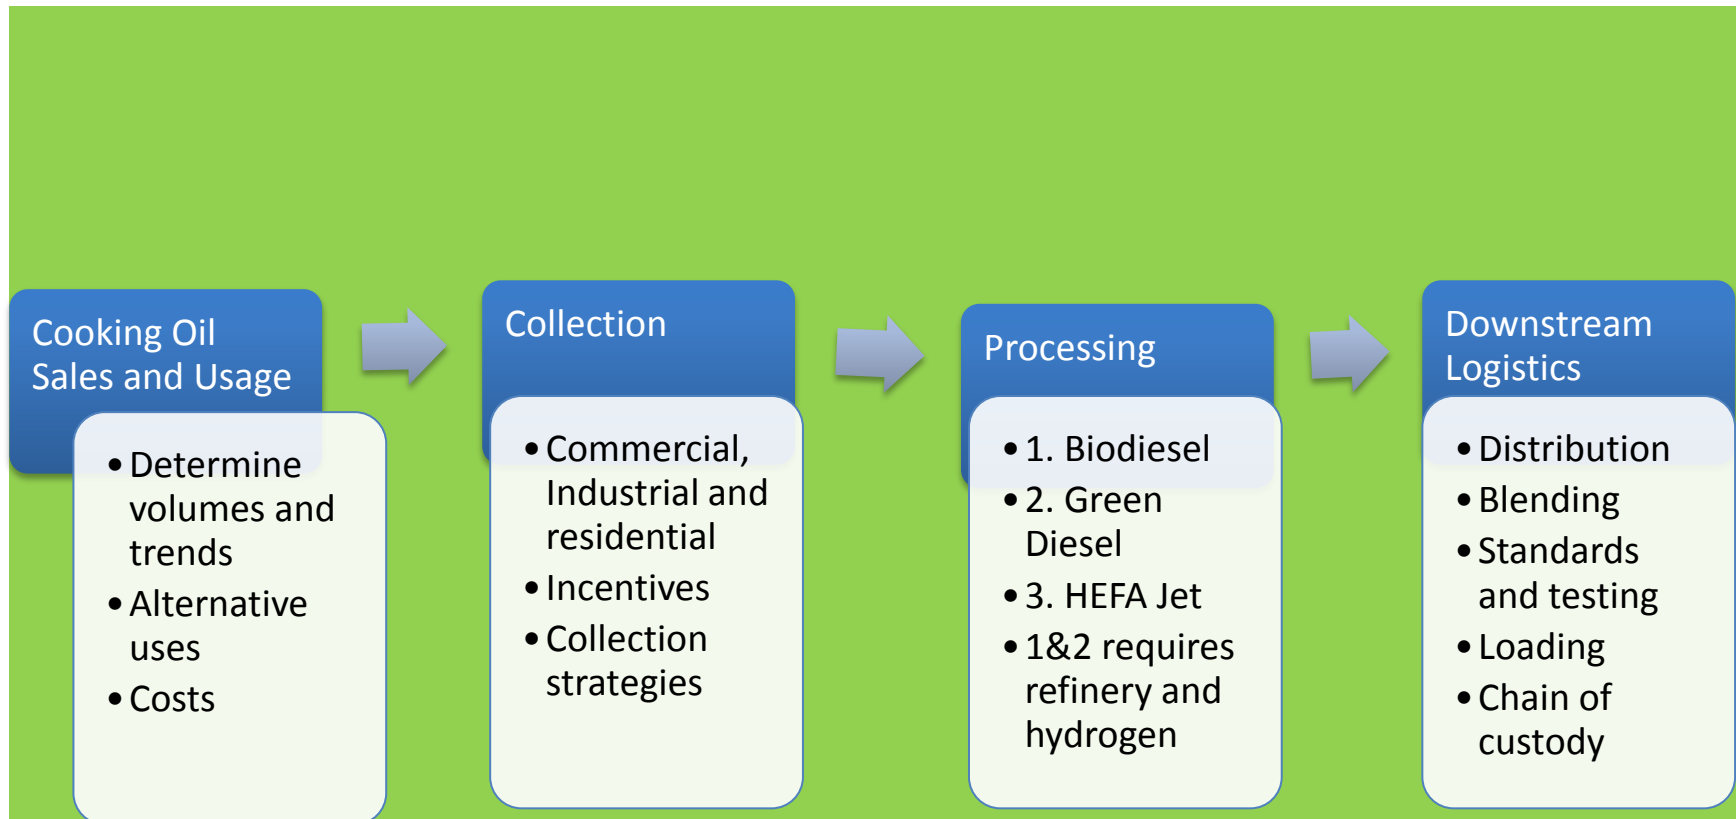 Cooking Oil
Sales and Usage
• Determine
volumes and
trends
• Alternative
uses
• Costs
Collection
• Commercial,
Industrial and
residential
• Incentives
• Collection
strategies
Processing
• 1. Biodiesel
• 2. Green
Diesel
• 3. HEFA Jet
• 1&2 requires
refinery and
hydrogen
Downstream
Logistics
• Distribution
• Blending
• Standards
and testing
• Loading
• Chain of
custody